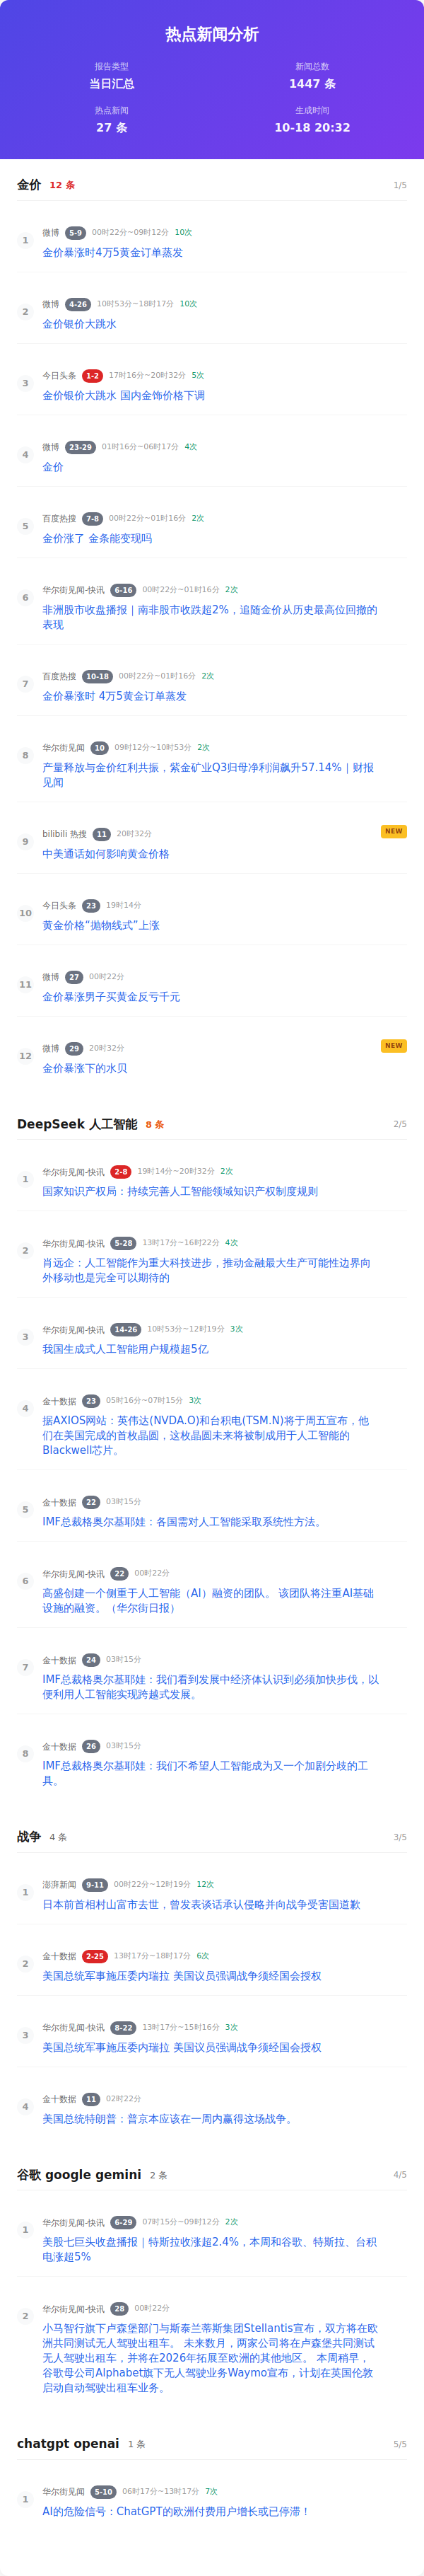 热点新闻分析
报告类型
当日汇总
新闻总数
1447 条
热点新闻
27 条
生成时间
10-18 20:32
金价 12 条 1/5
1
微博 5-9 00时22分~09时12分 10次
金价暴涨时4万5黄金订单蒸发
2
微博 4-26 10时53分~18时17分 10次
金价银价大跳水
3
今日头条 1-2 17时16分~20时32分 5次
金价银价大跳水 国内金饰价格下调
4
微博 23-29 01时16分~06时17分 4次
金价
5
百度热搜 7-8 00时22分~01时16分 2次
金价涨了 金条能变现吗
6
华尔街见闻-快讯 6-16 00时22分~01时16分 2次
非洲股市收盘播报｜南非股市收跌超2%，追随金价从历史最高位回撤的
表现
7
百度热搜 10-18 00时22分~01时16分 2次
金价暴涨时 4万5黄金订单蒸发
8
华尔街见闻 10 09时12分~10时53分 2次
产量释放与金价红利共振，紫金矿业Q3归母净利润飙升57.14%｜财报
见闻
9
bilibili 热搜 11 20时32分 NEW
中美通话如何影响黄金价格
10
今日头条 23 19时14分
黄金价格“抛物线式”上涨
11
微博 27 00时22分
金价暴涨男子买黄金反亏千元
12
微博 29 20时32分 NEW
金价暴涨下的水贝
DeepSeek 人工智能 8 条 2/5
1
华尔街见闻-快讯 2-8 19时14分~20时32分 2次
国家知识产权局：持续完善人工智能领域知识产权制度规则
2
华尔街见闻-快讯 5-28 13时17分~16时22分 4次
肖远企：人工智能作为重大科技进步，推动金融最大生产可能性边界向
外移动也是完全可以期待的
3
华尔街见闻-快讯 14-26 10时53分~12时19分 3次
我国生成式人工智能用户规模超5亿
4
金十数据 23 05时16分~07时15分 3次
据AXIOS网站：英伟达(NVDA.O)和台积电(TSM.N)将于周五宣布，他
们在美国完成的首枚晶圆，这枚晶圆未来将被制成用于人工智能的
Blackwell芯片。
5
金十数据 22 03时15分
IMF总裁格奥尔基耶娃：各国需对人工智能采取系统性方法。
6
华尔街见闻-快讯 22 00时22分
高盛创建一个侧重于人工智能（AI）融资的团队。 该团队将注重AI基础
设施的融资。（华尔街日报）
7
金十数据 24 03时15分
IMF总裁格奥尔基耶娃：我们看到发展中经济体认识到必须加快步伐，以
便利用人工智能实现跨越式发展。
8
金十数据 26 03时15分
IMF总裁格奥尔基耶娃：我们不希望人工智能成为又一个加剧分歧的工
具。
战争 4 条 3/5
1
澎湃新闻 9-11 00时22分~12时19分 12次
日本前首相村山富市去世，曾发表谈话承认侵略并向战争受害国道歉
2
金十数据 2-25 13时17分~18时17分 6次
美国总统军事施压委内瑞拉 美国议员强调战争须经国会授权
3
华尔街见闻-快讯 8-22 13时17分~15时16分 3次
美国总统军事施压委内瑞拉 美国议员强调战争须经国会授权
4
金十数据 11 02时22分
美国总统特朗普：普京本应该在一周内赢得这场战争。
谷歌 google gemini 2 条 4/5
1
华尔街见闻-快讯 6-29 07时15分~09时12分 2次
美股七巨头收盘播报｜特斯拉收涨超2.4%，本周和谷歌、特斯拉、台积
电涨超5%
2
华尔街见闻-快讯 28 00时22分
小马智行旗下卢森堡部门与斯泰兰蒂斯集团Stellantis宣布，双方将在欧
洲共同测试无人驾驶出租车。 未来数月，两家公司将在卢森堡共同测试
无人驾驶出租车，并将在2026年拓展至欧洲的其他地区。 本周稍早，
谷歌母公司Alphabet旗下无人驾驶业务Waymo宣布，计划在英国伦敦
启动自动驾驶出租车业务。
chatgpt openai 1 条 5/5
1
华尔街见闻 5-10 06时17分~13时17分 7次
AI的危险信号：ChatGPT的欧洲付费用户增长或已停滞！